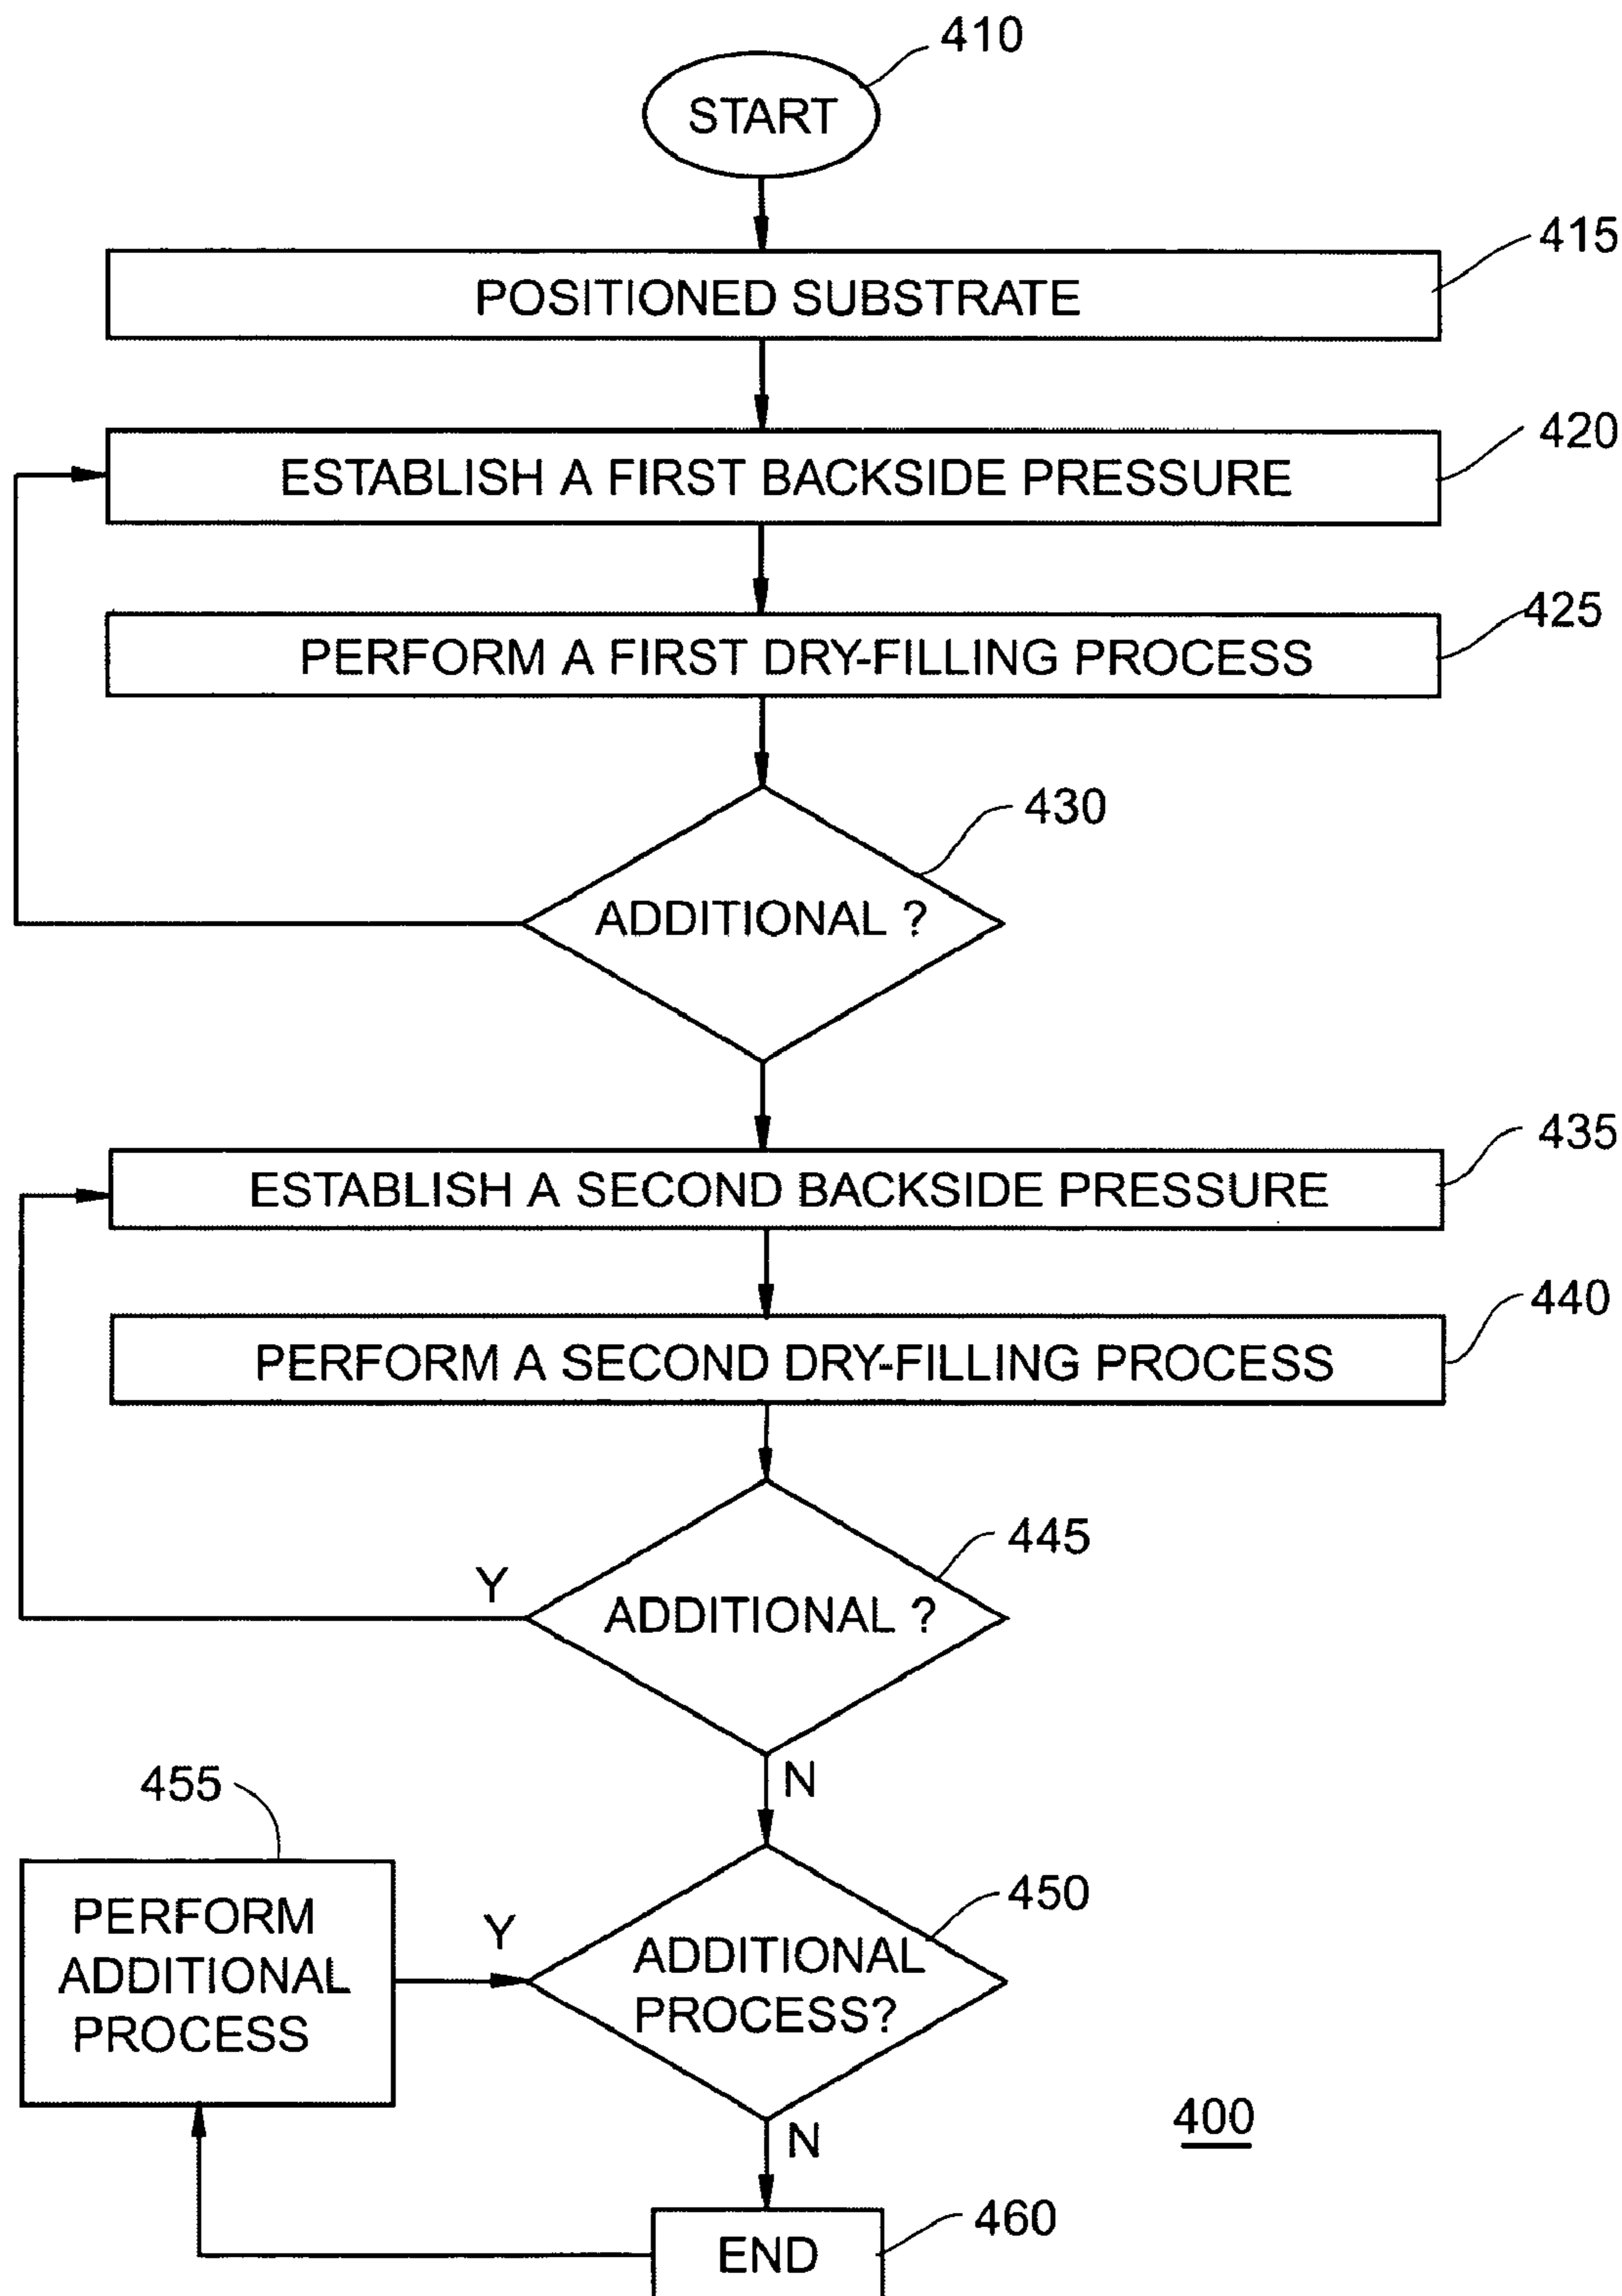 410
START
415
POSITIONED SUBSTRATE
420
ESTABLISH A FIRST BACKSIDE PRESSURE
425
PERFORM A FIRST DRY-FILLING PROCESS
430
ADDITIONAL ?
435
ESTABLISH A SECOND BACKSIDE PRESSURE
440
PERFORM A SECOND DRY-FILLING PROCESS
445
ADDITIONAL ?
Y
N
455
PERFORM
ADDITIONAL
PROCESS
Y
450
ADDITIONAL
PROCESS?
N
400
460
END